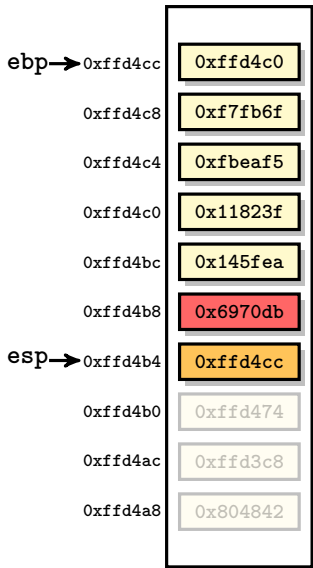 ebp 0xffd4cc 0xffd4c0
0xffd4c8 0xf7fb6f
0xffd4c4 0xfbeaf5
0xffd4c0 0x11823f
0xffd4bc 0x145fea
0xffd4b8 0x6970db
esp 0xffd4b4 0xffd4cc
0xffd4b0 0xffd474
0xffd4ac 0xffd3c8
0xffd4a8 0x804842